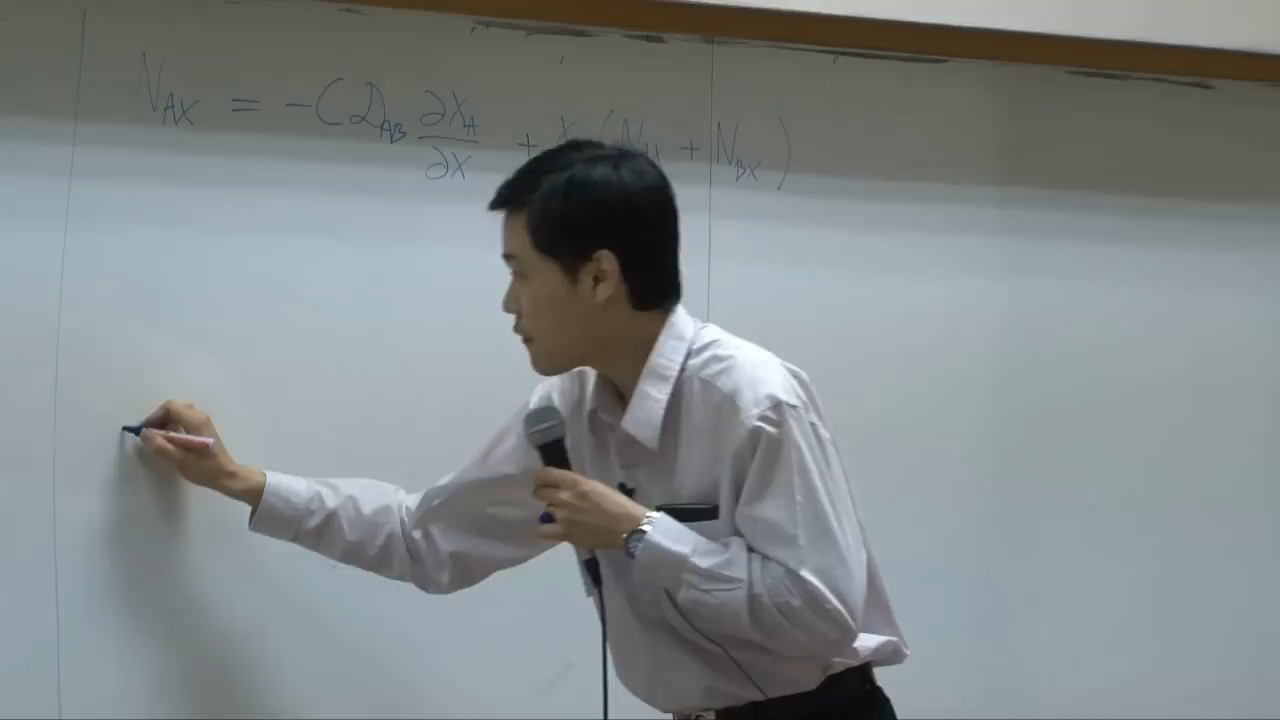 N_AX = -C D_AB ∂x_A/∂x + x (N_AX + N_BX)